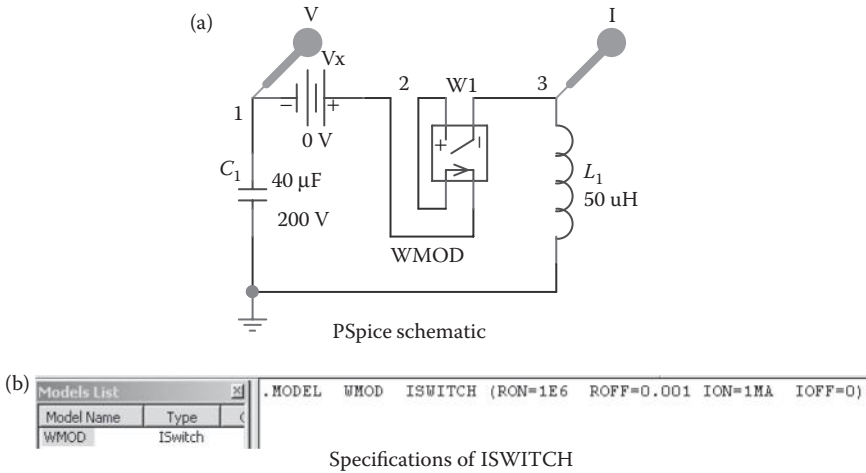 (a)
V
I
Vx
1
2
W1
3
− +
0 V
+ −
C1
40 µF
200 V
L1
50 uH
WMOD
PSpice schematic
(b)
Models List
Model Name Type
WMOD ISwitch
.MODEL WMOD ISWITCH (RON=1E6 ROFF=0.001 ION=1MA IOFF=0)
Specifications of ISWITCH